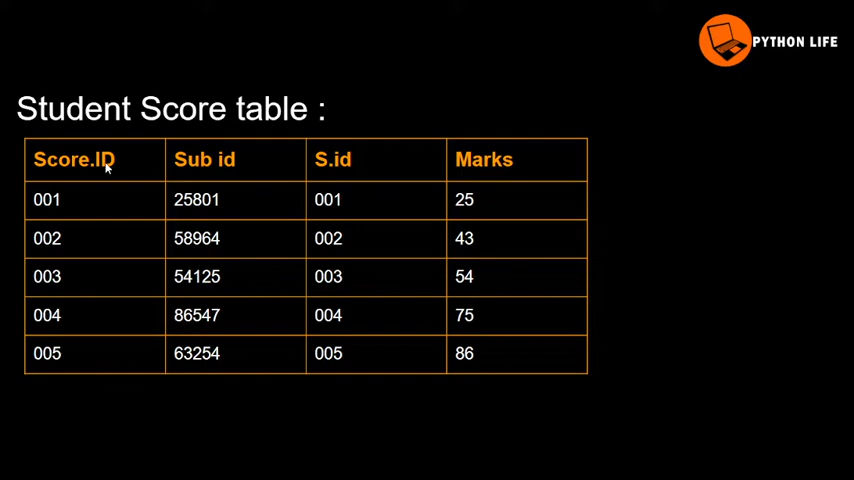 PYTHON LIFE
Student Score table :
Score.ID Sub id S.id Marks
001 25801 001 25
002 58964 002 43
003 54125 003 54
004 86547 004 75
005 63254 005 86